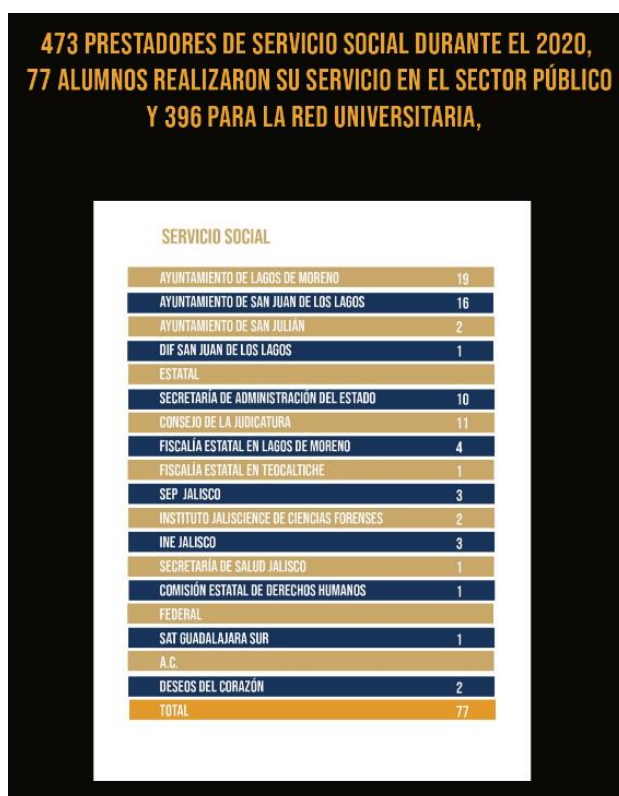 473 PRESTADORES DE SERVICIO SOCIAL DURANTE EL 2020,
77 ALUMNOS REALIZARON SU SERVICIO EN EL SECTOR PÚBLICO
Y 396 PARA LA RED UNIVERSITARIA,
SERVICIO SOCIAL
AYUNTAMIENTO DE LAGOS DE MORENO 19
AYUNTAMIENTO DE SAN JUAN DE LOS LAGOS 16
AYUNTAMIENTO DE SAN JULIÁN 2
DIF SAN JUAN DE LOS LAGOS 1
ESTATAL
SECRETARÍA DE ADMINISTRACIÓN DEL ESTADO 10
CONSEJO DE LA JUDICATURA 11
FISCALÍA ESTATAL EN LAGOS DE MORENO 4
FISCALÍA ESTATAL EN TEOCALTICHE 1
SEP JALISCO 3
INSTITUTO JALISCIENCE DE CIENCIAS FORENSES 2
INE JALISCO 3
SECRETARÍA DE SALUD JALISCO 1
COMISIÓN ESTATAL DE DERECHOS HUMANOS 1
FEDERAL
SAT GUADALAJARA SUR 1
A.C.
DESEOS DEL CORAZÓN 2
TOTAL 77